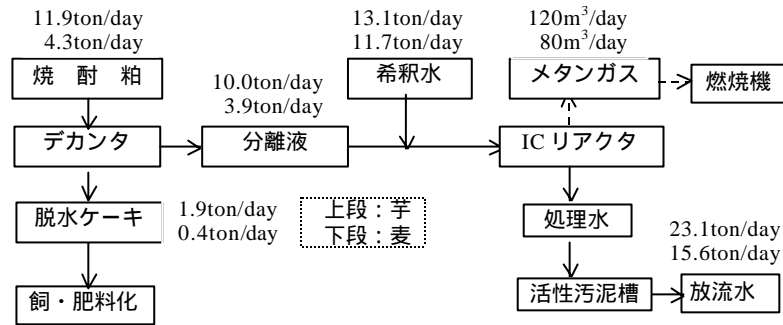 11.9ton/day
4.3ton/day
焼 酎 粕
デカンタ
脱水ケーキ
1.9ton/day
0.4ton/day
飼・肥料化
10.0ton/day
3.9ton/day
分離液
上段:芋
下段:麦
13.1ton/day
11.7ton/day
希釈水
120m³/day
80m³/day
メタンガス
燃焼機
IC リアクタ
処理水
活性汚泥槽
23.1ton/day
15.6ton/day
放流水